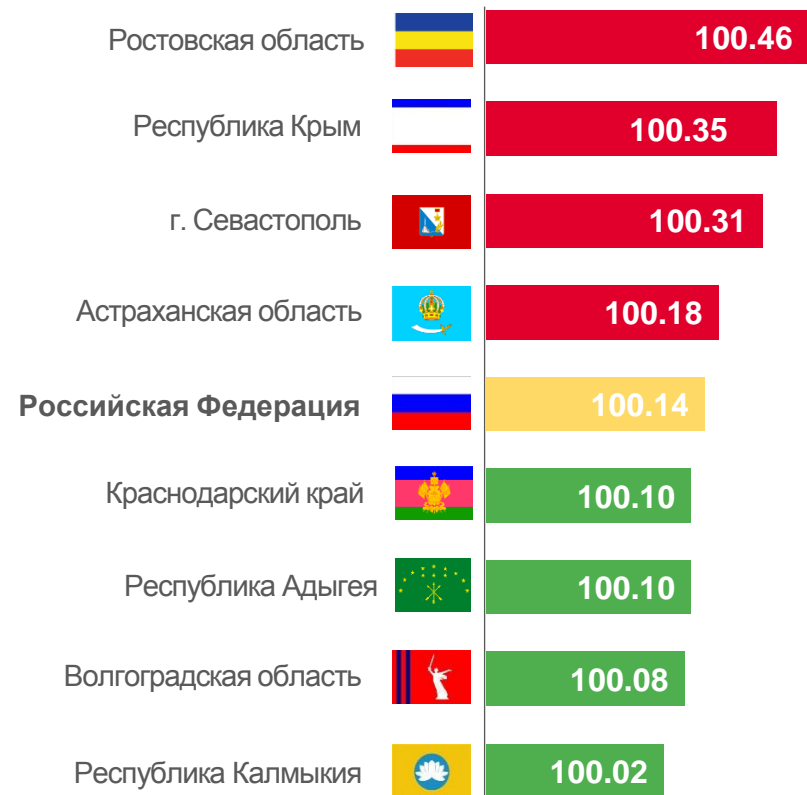 Ростовская область 100.46
Республика Крым 100.35
г. Севастополь 100.31
Астраханская область 100.18
Российская Федерация 100.14
Краснодарский край 100.10
Республика Адыгея 100.10
Волгоградская область 100.08
Республика Калмыкия 100.02